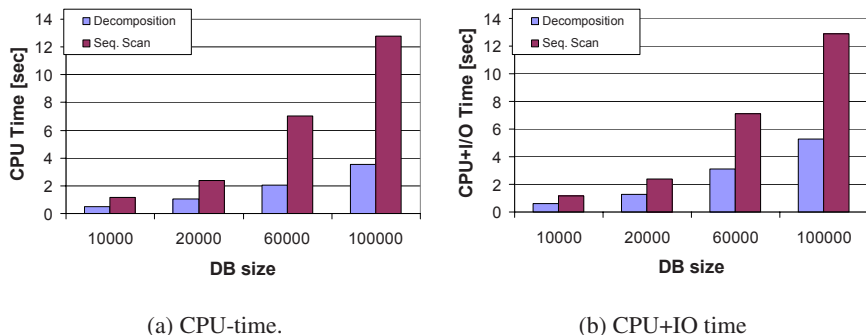 14
12
10
8
6
4
2
0
CPU Time [sec]
Decomposition
Seq. Scan
10000 20000 60000 100000
DB size
(a) CPU-time.
14
12
10
8
6
4
2
0
CPU+I/O Time [sec]
Decomposition
Seq. Scan
10000 20000 60000 100000
DB size
(b) CPU+IO time